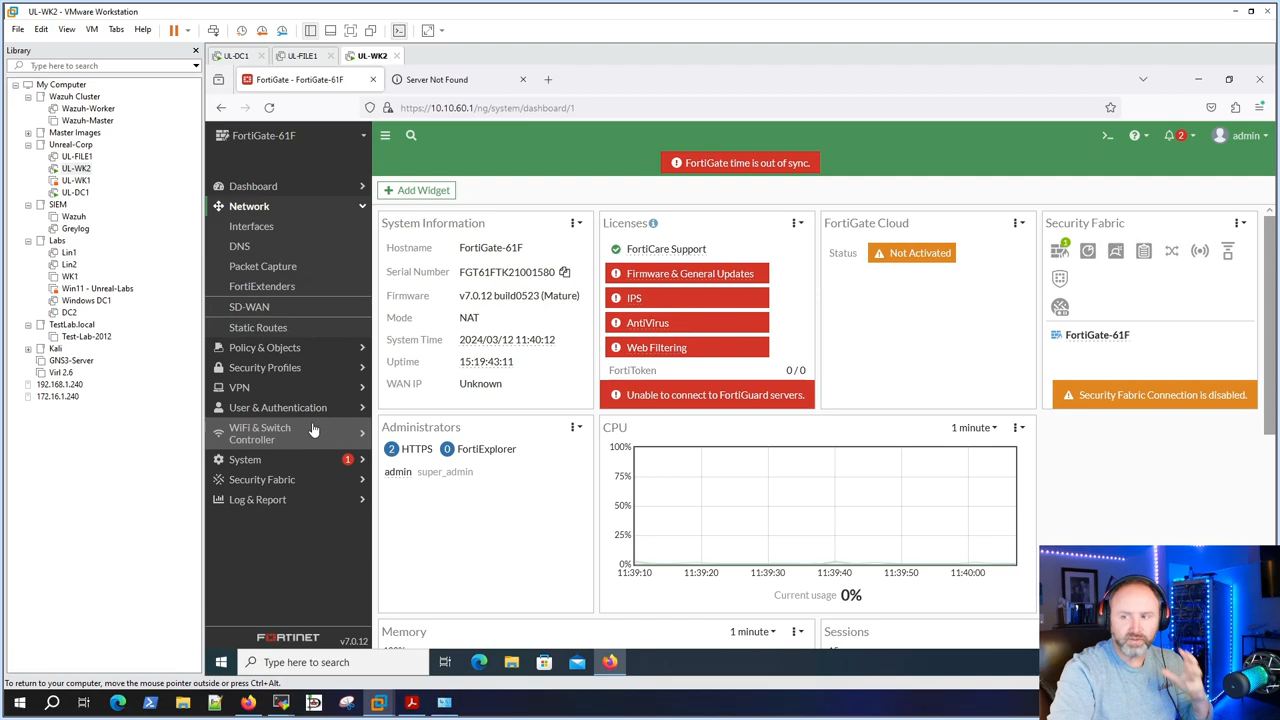 UL-WK2 - VMware Workstation
File Edit View VM Tabs Help
Library
Type here to search
My Computer
Wazuh Cluster
Wazuh-Worker
Wazuh-Master
Master Images
Unreal-Corp
UL-FILE1
UL-WK2
UL-WK1
UL-DC1
SIEM
Wazuh
Greylog
Labs
Lin1
Lin2
WK1
Win11 - Unreal-Labs
Windows DC1
DC2
TestLab.local
Test-Lab-2012
Kali
GNS3-Server
Virl 2.6
192.168.1.240
172.16.1.240
UL-DC1 UL-FILE1 UL-WK2
FortiGate - FortiGate-61F Server Not Found
https://10.10.60.1/ng/system/dashboard/1
FortiGate-61F
2 admin
FortiGate time is out of sync.
Dashboard
Network
Interfaces
DNS
Packet Capture
FortiExtenders
SD-WAN
Static Routes
Policy & Objects
Security Profiles
VPN
User & Authentication
WiFi & Switch
Controller
System 1
Security Fabric
Log & Report
FORTINET v7.0.12
Add Widget
System Information
Hostname FortiGate-61F
Serial Number FGT61FTK21001580
Firmware v7.0.12 build0523 (Mature)
Mode NAT
System Time 2024/03/12 11:40:12
Uptime 15:19:43:11
WAN IP Unknown
Licenses
FortiCare Support
Firmware & General Updates
IPS
AntiVirus
Web Filtering
FortiToken 0 / 0
Unable to connect to FortiGuard servers.
FortiGate Cloud
Status Not Activated
Security Fabric
1
FortiGate-61F
Security Fabric Connection is disabled.
Administrators
2 HTTPS 0 FortiExplorer
admin super_admin
CPU 1 minute
100%
75%
50%
25%
0%
11:39:10 11:39:20 11:39:30 11:39:40 11:39:50 11:40:00
Current usage 0%
Memory 1 minute
Sessions
Type here to search
To return to your computer, move the mouse pointer outside or press Ctrl+Alt.